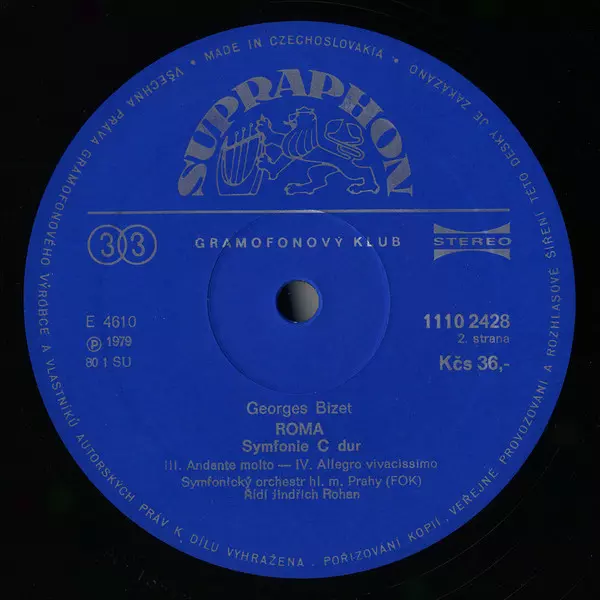 MADE IN CZECHOSLOVAKIA • VŠECHNA PRÁVA GRAMOFONOVÉHO VÝROBCE A VLASTNÍKŮ AUTORSKÝCH PRÁV K DÍLU VYHRAŽENA . POŘIZOVÁNÍ KOPIÍ , VEŘEJNÉ PROVOZOVÁNÍ A ROZHLASOVÉ ŠÍŘENÍ TÉTO DESKY JE ZAKÁZÁNO •
SUPRAPHON
33 GRAMOFONOVÝ KLUB STEREO
E 4610
℗ 1979
80 1 SU
1110 2428
2. strana
Kčs 36,-
Georges Bizet
ROMA
Symfonie C dur
III. Andante molto — IV. Allegro vivacissimo
Symfonický orchestr hl. m. Prahy (FOK)
Řídí Jindřich Rohan